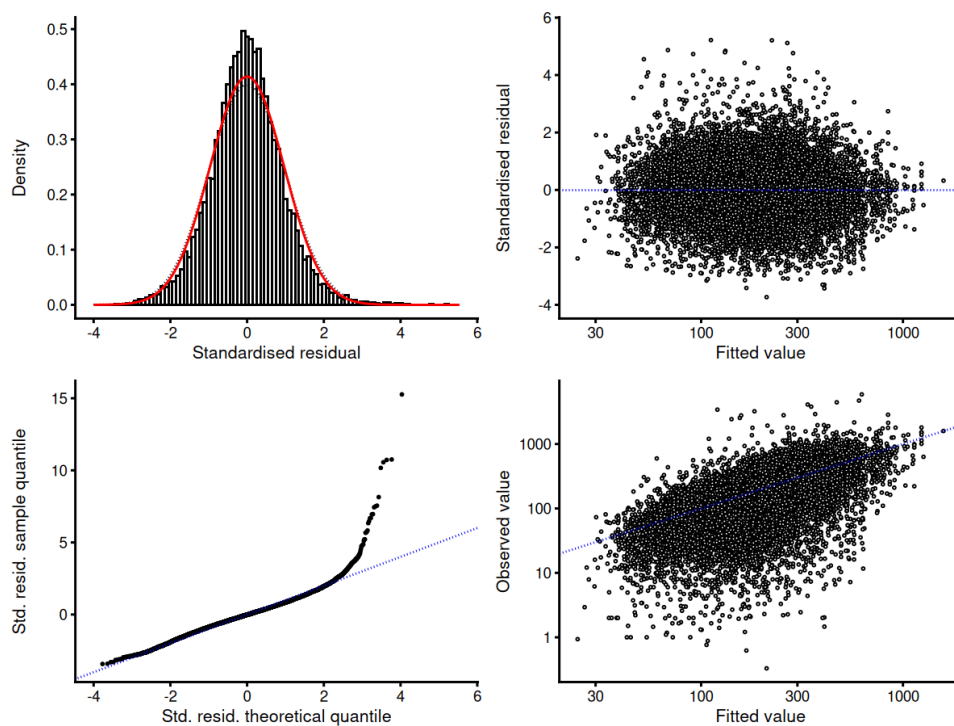 0.5
0.4
0.3
0.2
0.1
0.0
Density
-4 -2 0 2 4 6
Standardised residual
6
4
2
0
-2
-4
Standardised residual
30 100 300 1000
Fitted value
15
10
5
0
Std. resid. sample quantile
-4 -2 0 2 4 6
Std. resid. theoretical quantile
1000
100
10
1
Observed value
30 100 300 1000
Fitted value